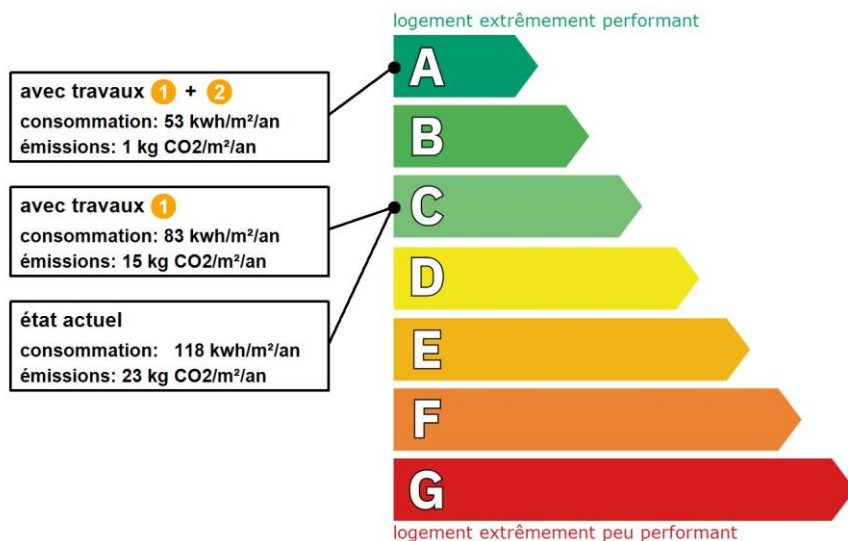 logement extrêmement performant
avec travaux 1 + 2
consommation: 53 kwh/m²/an
émissions: 1 kg CO2/m²/an
avec travaux 1
consommation: 83 kwh/m²/an
émissions: 15 kg CO2/m²/an
état actuel
consommation: 118 kwh/m²/an
émissions: 23 kg CO2/m²/an
A
B
C
D
E
F
G
logement extrêmement peu performant